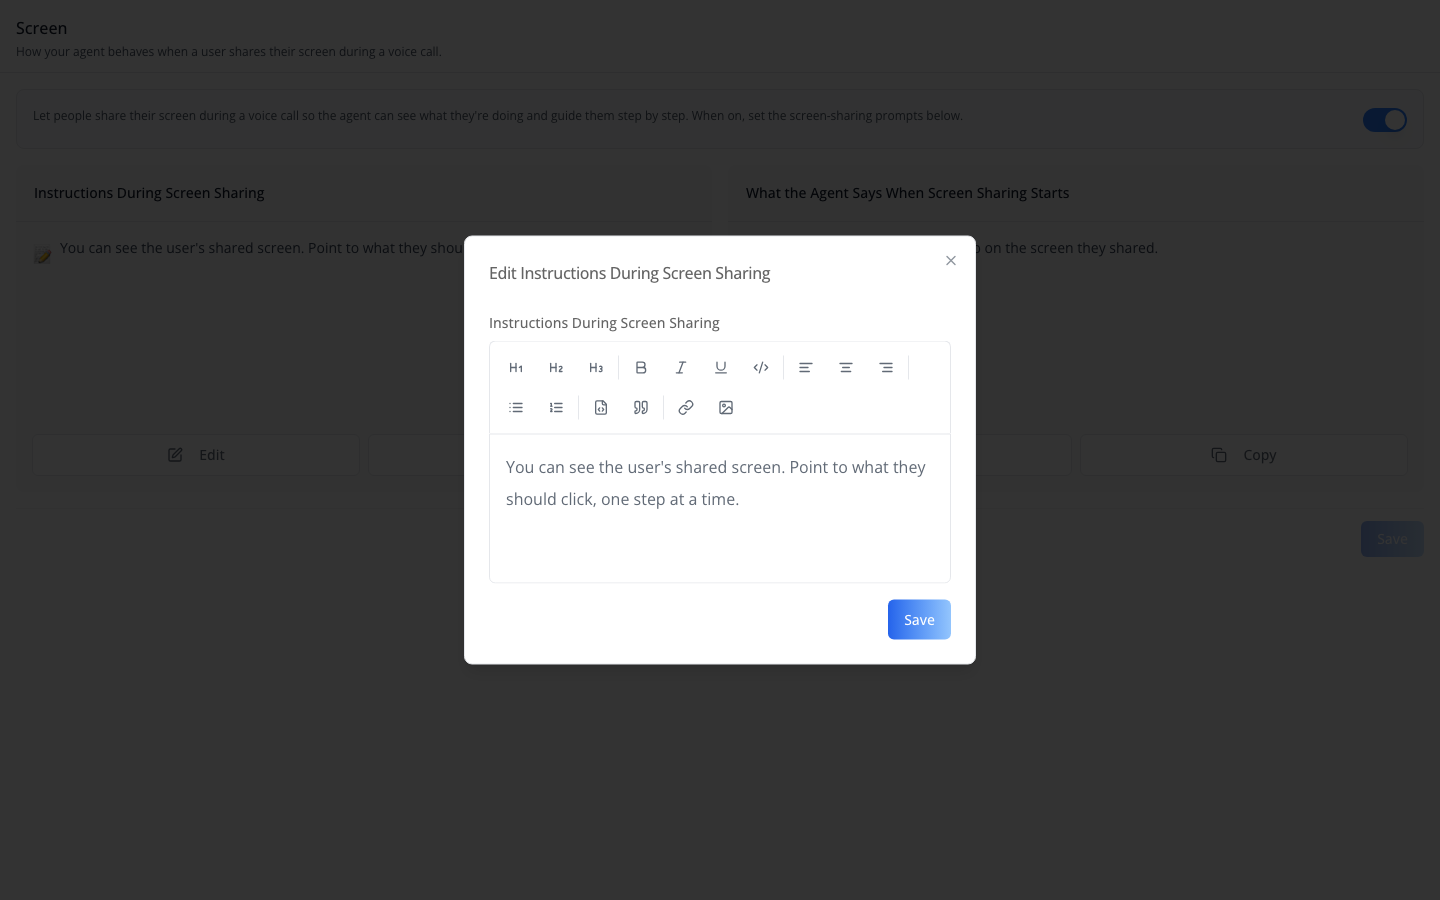 Screen
How your agent behaves when a user shares their screen during a voice call.
Let people share their screen during a voice call so the agent can see what they're doing and guide them step by step. When on, set the screen-sharing prompts below.
Instructions During Screen Sharing
What the Agent Says When Screen Sharing Starts
You can see the user's shared screen. Point to what they
on the screen they shared.
Edit
Copy
Save
Edit Instructions During Screen Sharing
Instructions During Screen Sharing
H1 H2 H3 B I U </>
You can see the user's shared screen. Point to what they
should click, one step at a time.
Save